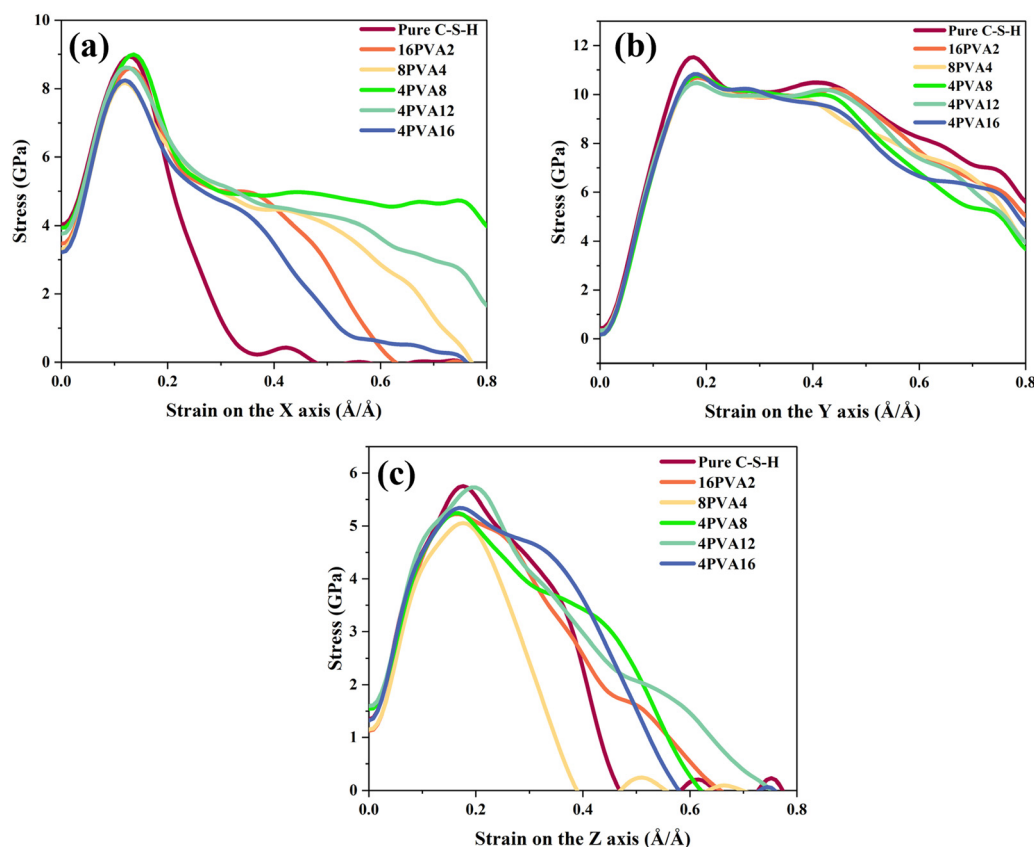 (a)
Pure C-S-H
16PVA2
8PVA4
4PVA8
4PVA12
4PVA16
10
8
6
4
2
0
Stress (GPa)
0.0 0.2 0.4 0.6 0.8
Strain on the X axis (Å/Å)
(b)
Pure C-S-H
16PVA2
8PVA4
4PVA8
4PVA12
4PVA16
12
10
8
6
4
2
0
Stress (GPa)
0.0 0.2 0.4 0.6 0.8
Strain on the Y axis (Å/Å)
(c)
Pure C-S-H
16PVA2
8PVA4
4PVA8
4PVA12
4PVA16
6
5
4
3
2
1
0
Stress (GPa)
0.0 0.2 0.4 0.6 0.8
Strain on the Z axis (Å/Å)